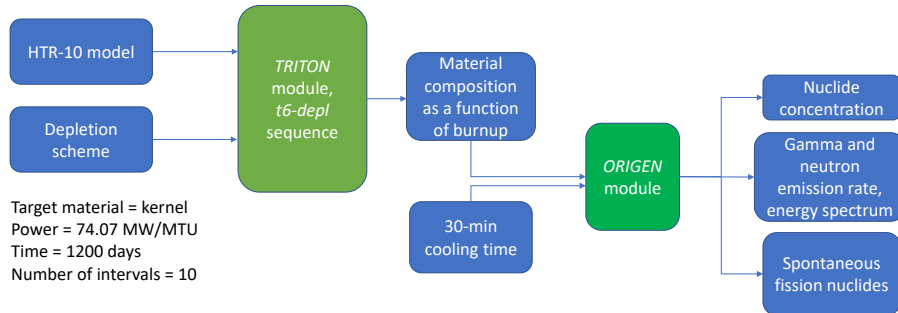 HTR-10 model
Depletion
scheme
Target material = kernel
Power = 74.07 MW/MTU
Time = 1200 days
Number of intervals = 10
TRITON
module,
t6-depl
sequence
Material
composition
as a function
of burnup
30-min
cooling time
ORIGEN
module
Nuclide
concentration
Gamma and
neutron
emission rate,
energy spectrum
Spontaneous
fission nuclides